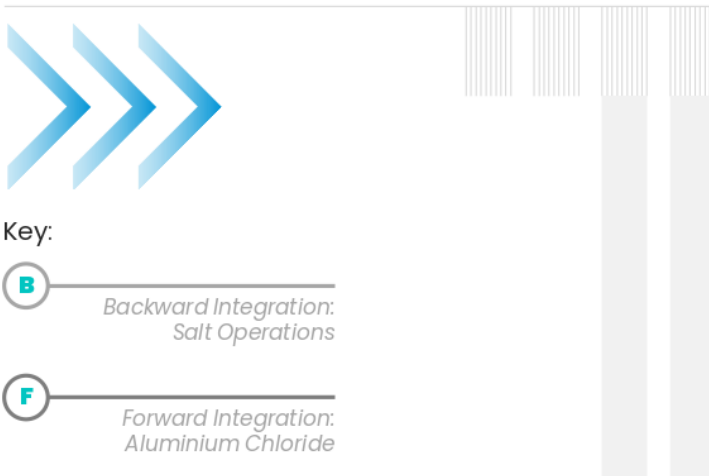 Key:
B
Backward Integration:
Salt Operations
F
Forward Integration:
Aluminium Chloride